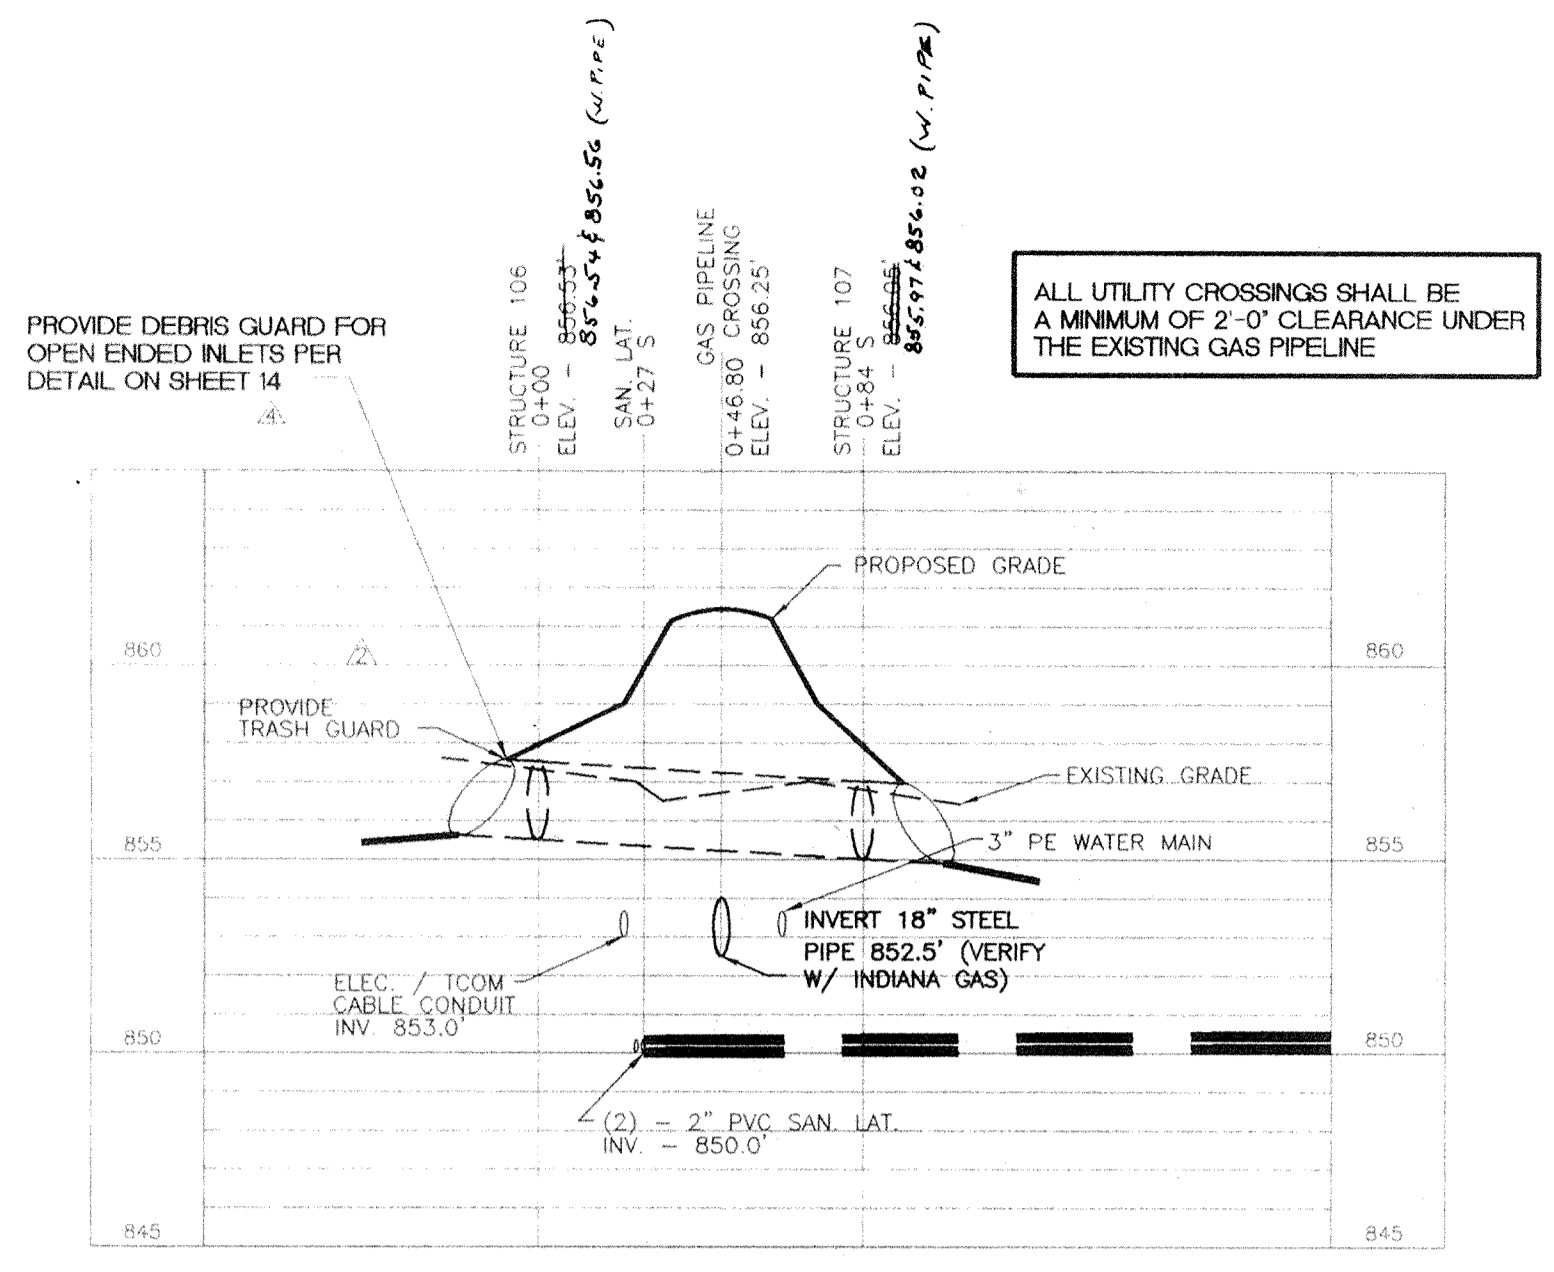 PROVIDE DEBRIS GUARD FOR
OPEN ENDED INLETS PER
DETAIL ON SHEET 14
4
STRUCTURE 106
0+00
ELEV. – 856.53'
856.54 & 856.56 (W. PIPE)
SAN. LAT.
0+27 S
GAS PIPELINE
0+46.80 CROSSING
ELEV. – 856.25'
STRUCTURE 107
0+84 S
ELEV. – 856.05'
855.97 & 856.02 (W. PIPE)
ALL UTILITY CROSSINGS SHALL BE
A MINIMUM OF 2'-0" CLEARANCE UNDER
THE EXISTING GAS PIPELINE
PROPOSED GRADE
860
2
860
PROVIDE
TRASH GUARD
EXISTING GRADE
855
3" PE WATER MAIN
855
INVERT 18" STEEL
PIPE 852.5' (VERIFY
W/ INDIANA GAS)
ELEC. / TCOM
CABLE CONDUIT
INV. 853.0'
850
850
(2) – 2" PVC SAN. LAT.
INV. – 850.0'
845
845